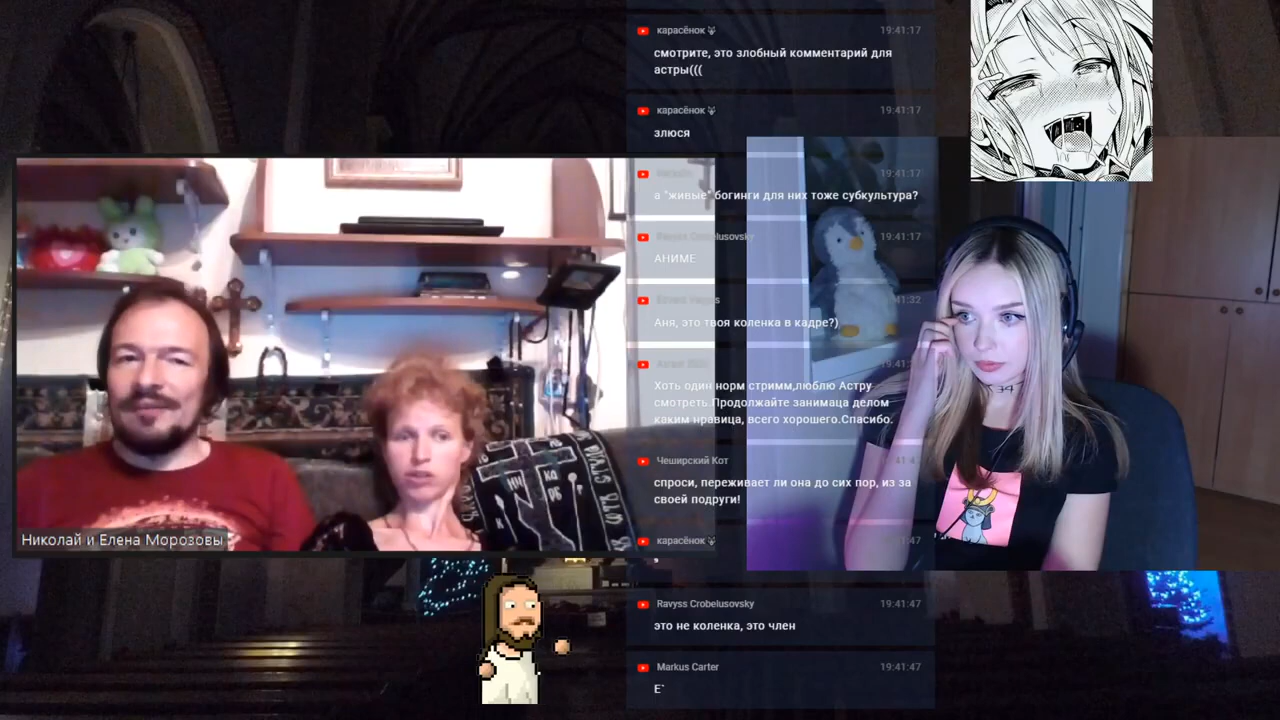 карасёнок 19:41:17
смотрите, это злобный комментарий для
астры(((
карасёнок 19:41:17
злюся
19:41:17
а "живые" богинги для них тоже субкультура?
19:41:17
АНИМЕ
41:32
Аня, это твоя коленка в кадре?)
Хоть один норм стримм,люблю Астру
смотреть.Продолжайте занимаца делом
каким нравица, всего хорошего.Спасибо.
Чеширский Кот
спроси, переживает ли она до сих пор, из за
своей подруги!
карасёнок
Ravyss Crobelusovsky 19:41:47
это не коленка, это член
Markus Carter 19:41:47
Е`
Николай и Елена Морозовы